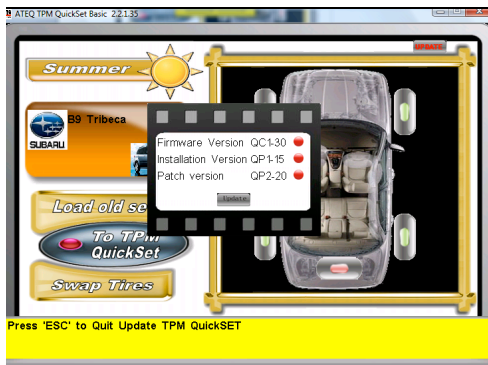 ATEQ TPM QuickSet Basic 2.2.1.35
UPDATE
Summer
B9 Tribeca
SUBARU
Firmware Version QC1-30
Installation Version QP1-15
Patch version QP2-20
Update
Load old se
To TPM
QuickSet
Swap Tires
Press 'ESC' to Quit Update TPM QuickSET